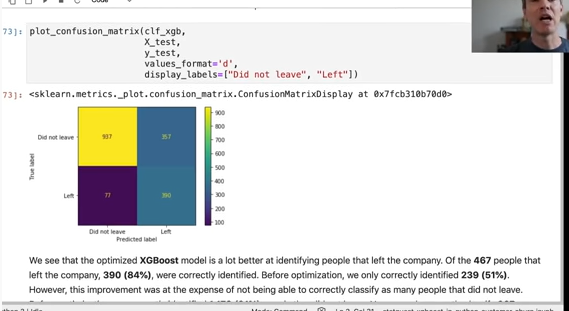 Code
73]: plot_confusion_matrix(clf_xgb,
X_test,
y_test,
values_format='d',
display_labels=["Did not leave", "Left"])
73]: <sklearn.metrics._plot.confusion_matrix.ConfusionMatrixDisplay at 0x7fcb310b70d0>
Did not leave
Left
True label
937
357
77
390
Did not leave
Left
Predicted label
900
800
700
600
500
400
300
200
100
We see that the optimized XGBoost model is a lot better at identifying people that left the company. Of the 467 people that
left the company, 390 (84%), were correctly identified. Before optimization, we only correctly identified 239 (51%).
However, this improvement was at the expense of not being able to correctly classify as many people that did not leave.